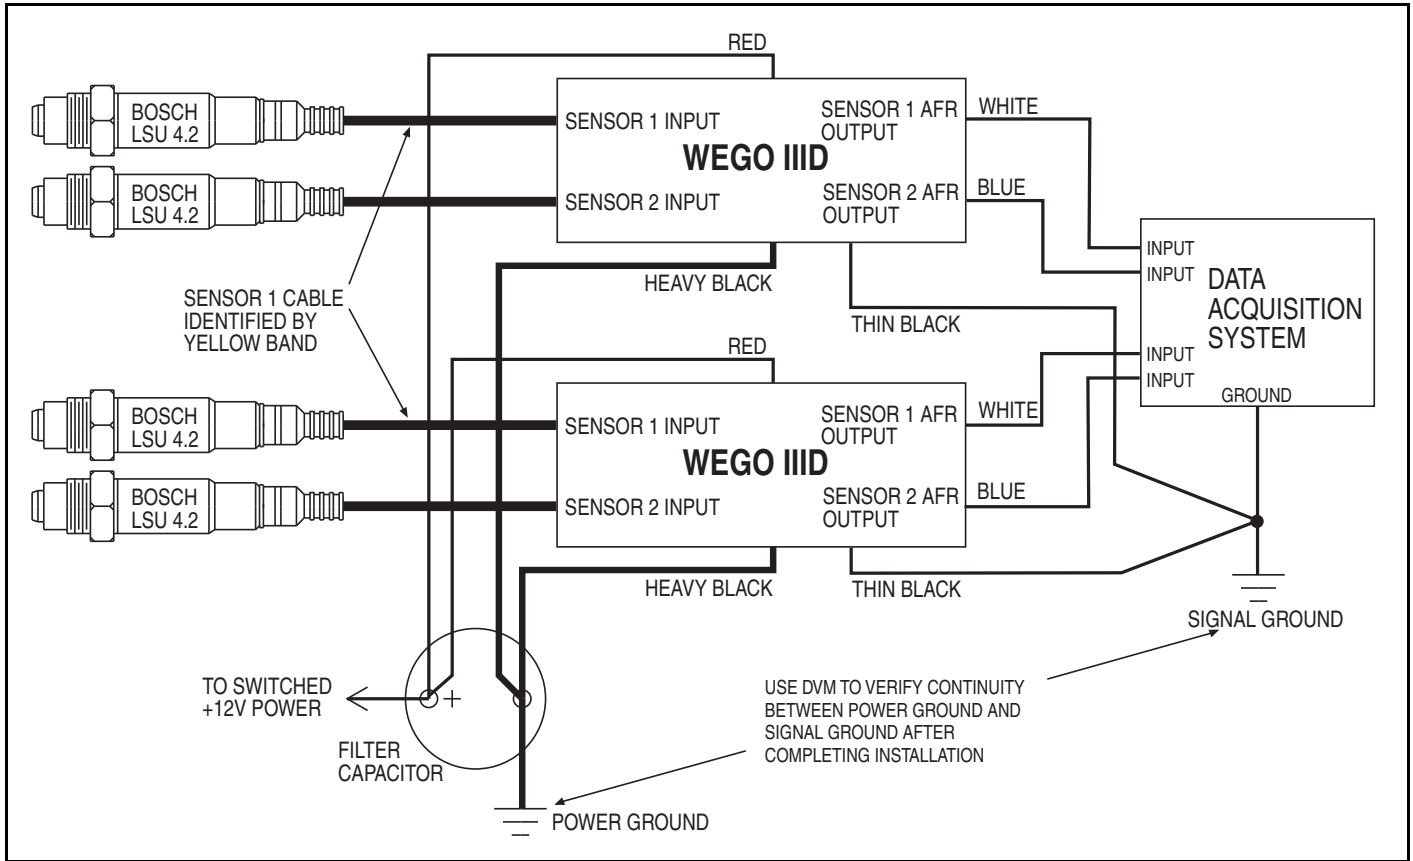 RED
BOSCH
LSU 4.2
SENSOR 1 INPUT
SENSOR 1 AFR
OUTPUT
WHITE
WEGO IIID
BOSCH
LSU 4.2
SENSOR 2 INPUT
SENSOR 2 AFR
OUTPUT
BLUE
HEAVY BLACK
THIN BLACK
SENSOR 1 CABLE
IDENTIFIED BY
YELLOW BAND
INPUT
INPUT
DATA
ACQUISITION
SYSTEM
INPUT
INPUT
GROUND
RED
BOSCH
LSU 4.2
SENSOR 1 INPUT
SENSOR 1 AFR
OUTPUT
WHITE
WEGO IIID
BOSCH
LSU 4.2
SENSOR 2 INPUT
SENSOR 2 AFR
OUTPUT
BLUE
HEAVY BLACK
THIN BLACK
SIGNAL GROUND
TO SWITCHED
+12V POWER
+
FILTER
CAPACITOR
USE DVM TO VERIFY CONTINUITY
BETWEEN POWER GROUND AND
SIGNAL GROUND AFTER
COMPLETING INSTALLATION
POWER GROUND